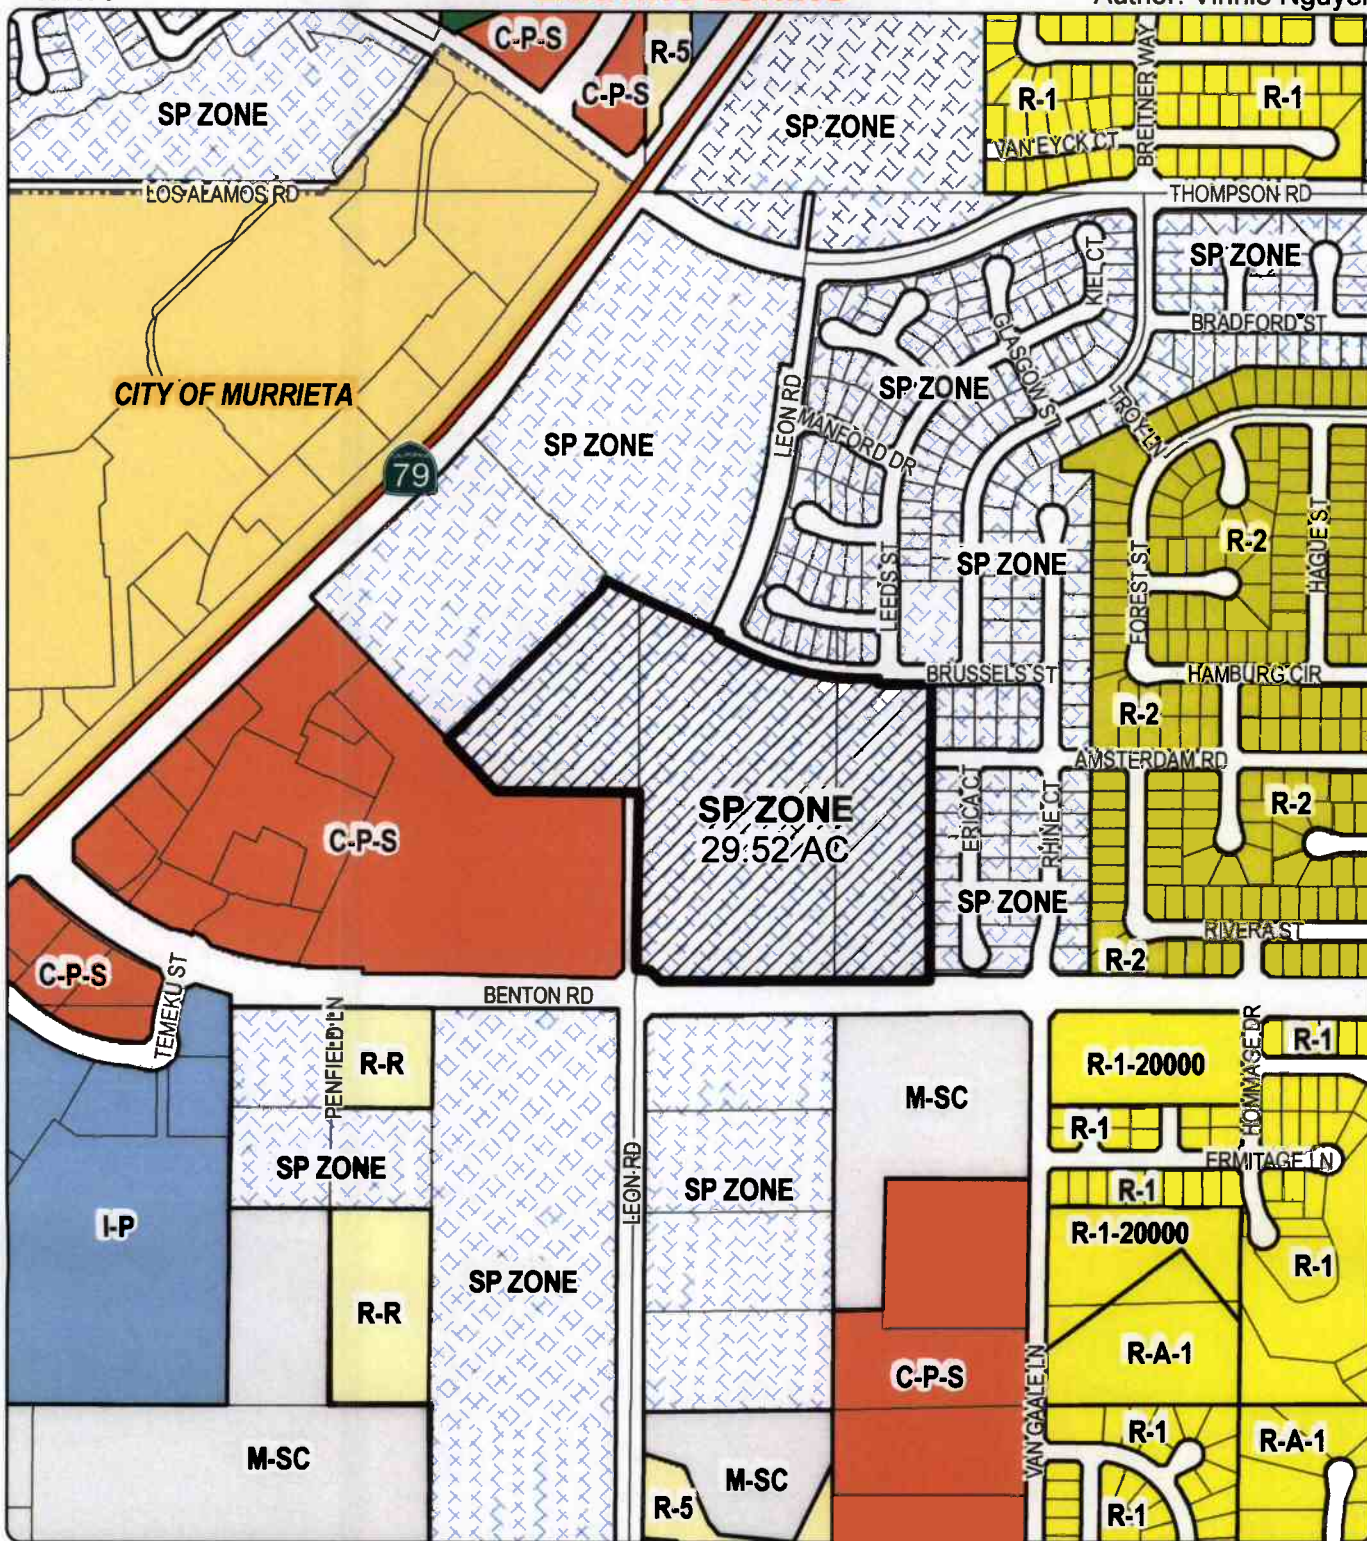 C-P-S
R-5
C-P-S
SP ZONE
SP ZONE
R-1
R-1
BREITNER WAY
VAN EYCK CT
LOS ALAMOS RD
THOMPSON RD
SP ZONE
KIEL CT
BRADFORD ST
GLASGOW ST
CITY OF MURRIETA
SP ZONE
LEON RD
MANFORD DR
TROY LN
SP ZONE
CALIFORNIA
79
R-2
HAGUE ST
SP ZONE
LEEDS ST
FOREST ST
BRUSSELS ST
HAMBURG CIR
R-2
AMSTERDAM RD
SP ZONE
29.52 AC
ERICA CT
RHINE CT
R-2
C-P-S
SP ZONE
RIVERA ST
R-2
C-P-S
TEMEKU ST
BENTON RD
PENFIELD LN
R-R
M-SC
R-1-20000
HOMMAGE DR
R-1
R-1
ERMITAGE LN
SP ZONE
LEON RD
SP ZONE
R-1
I-P
R-1-20000
R-1
SP ZONE
R-R
R-A-1
C-P-S
VAN GAALE LN
R-1
R-A-1
M-SC
M-SC
R-5
R-1